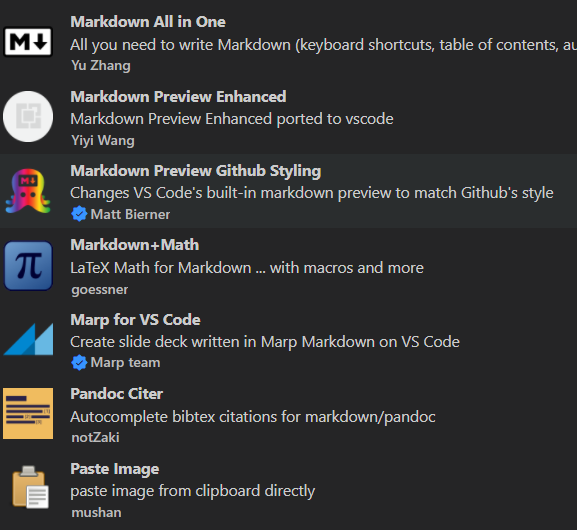 Markdown All in One
All you need to write Markdown (keyboard shortcuts, table of contents, au
Yu Zhang
Markdown Preview Enhanced
Markdown Preview Enhanced ported to vscode
Yiyi Wang
Markdown Preview Github Styling
Changes VS Code's built-in markdown preview to match Github's style
Matt Bierner
Markdown+Math
LaTeX Math for Markdown ... with macros and more
goessner
Marp for VS Code
Create slide deck written in Marp Markdown on VS Code
Marp team
Pandoc Citer
Autocomplete bibtex citations for markdown/pandoc
notZaki
Paste Image
paste image from clipboard directly
mushan